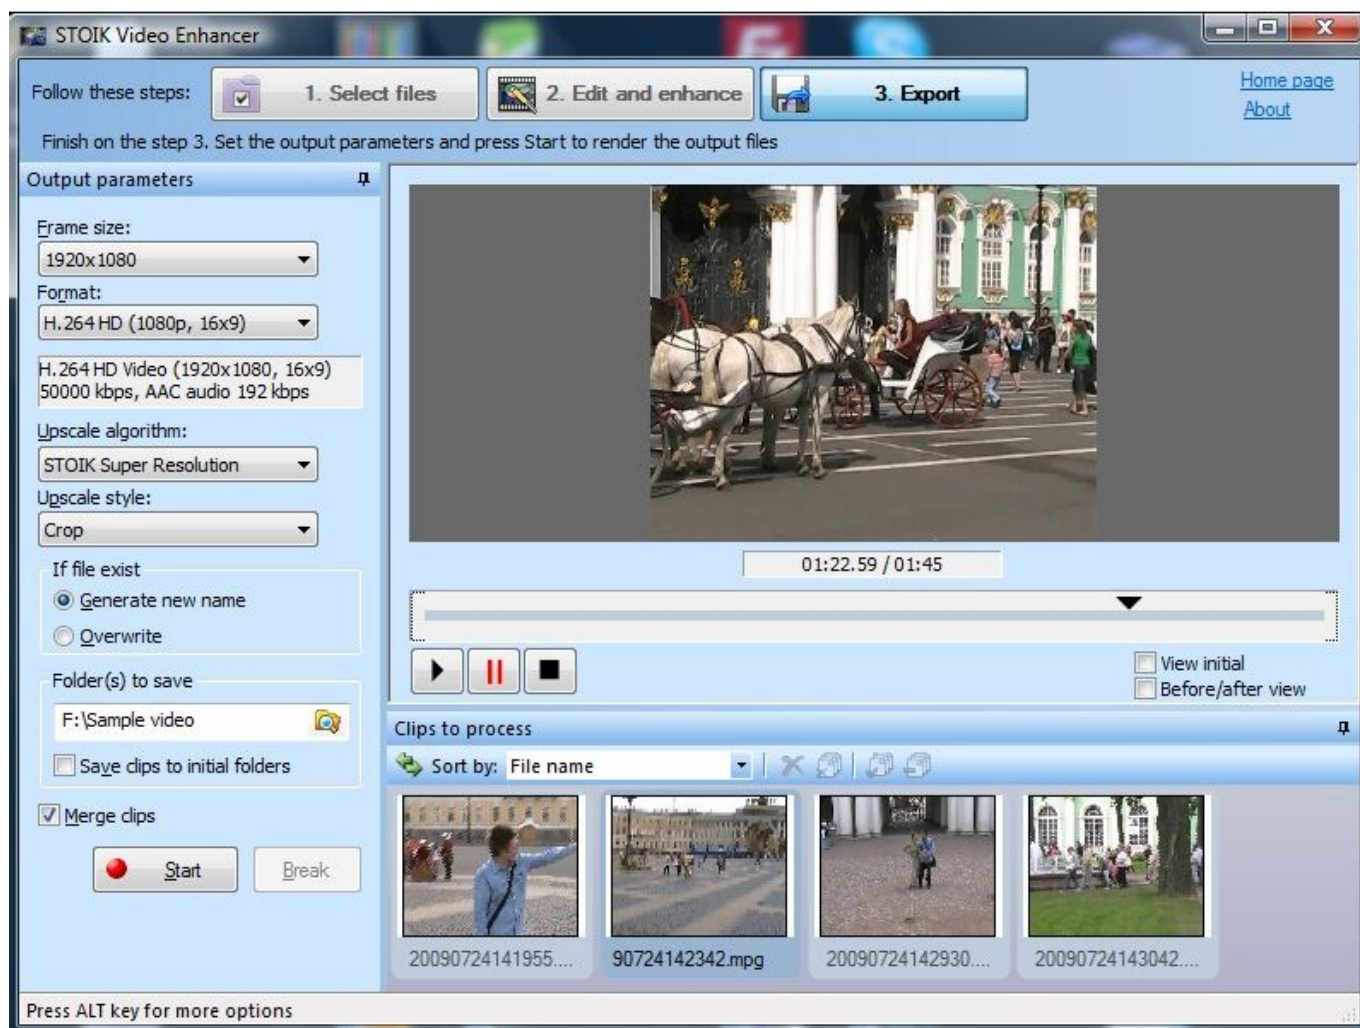 STOIK Video Enhancer
Follow these steps:
1. Select files
2. Edit and enhance
3. Export
Home page
About
Finish on the step 3. Set the output parameters and press Start to render the output files
Output parameters
Frame size:
1920x1080
Format:
H.264 HD (1080p, 16x9)
H.264 HD Video (1920x1080, 16x9)
50000 kbps, AAC audio 192 kbps
Upscale algorithm:
STOIK Super Resolution
Upscale style:
Crop
If file exist
Generate new name
Overwrite
Folder(s) to save
F:\Sample video
Save clips to initial folders
Merge clips
Start
Break
01:22.59 / 01:45
View initial
Before/after view
Clips to process
Sort by:
File name
20090724141955....
90724142342.mpg
20090724142930....
20090724143042....
Press ALT key for more options